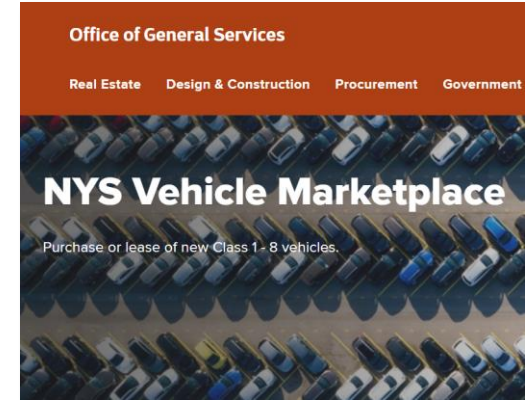 Office of General Services
Real Estate Design & Construction Procurement Government
NYS Vehicle Marketplace
Purchase or lease of new Class 1 - 8 vehicles.